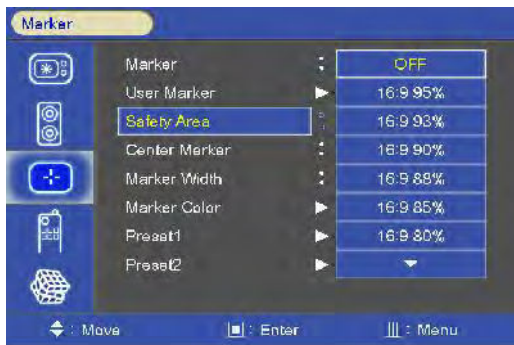 Marker
Marker : OFF
User Marker ▶ 16:9 95%
Safety Area : 16:9 93%
Center Marker : 16:9 90%
Marker Width : 16:9 88%
Marker Color ▶ 16:9 85%
Preset1 ▶ 16:9 80%
Preset2 ▶
: Move : Enter : Menu